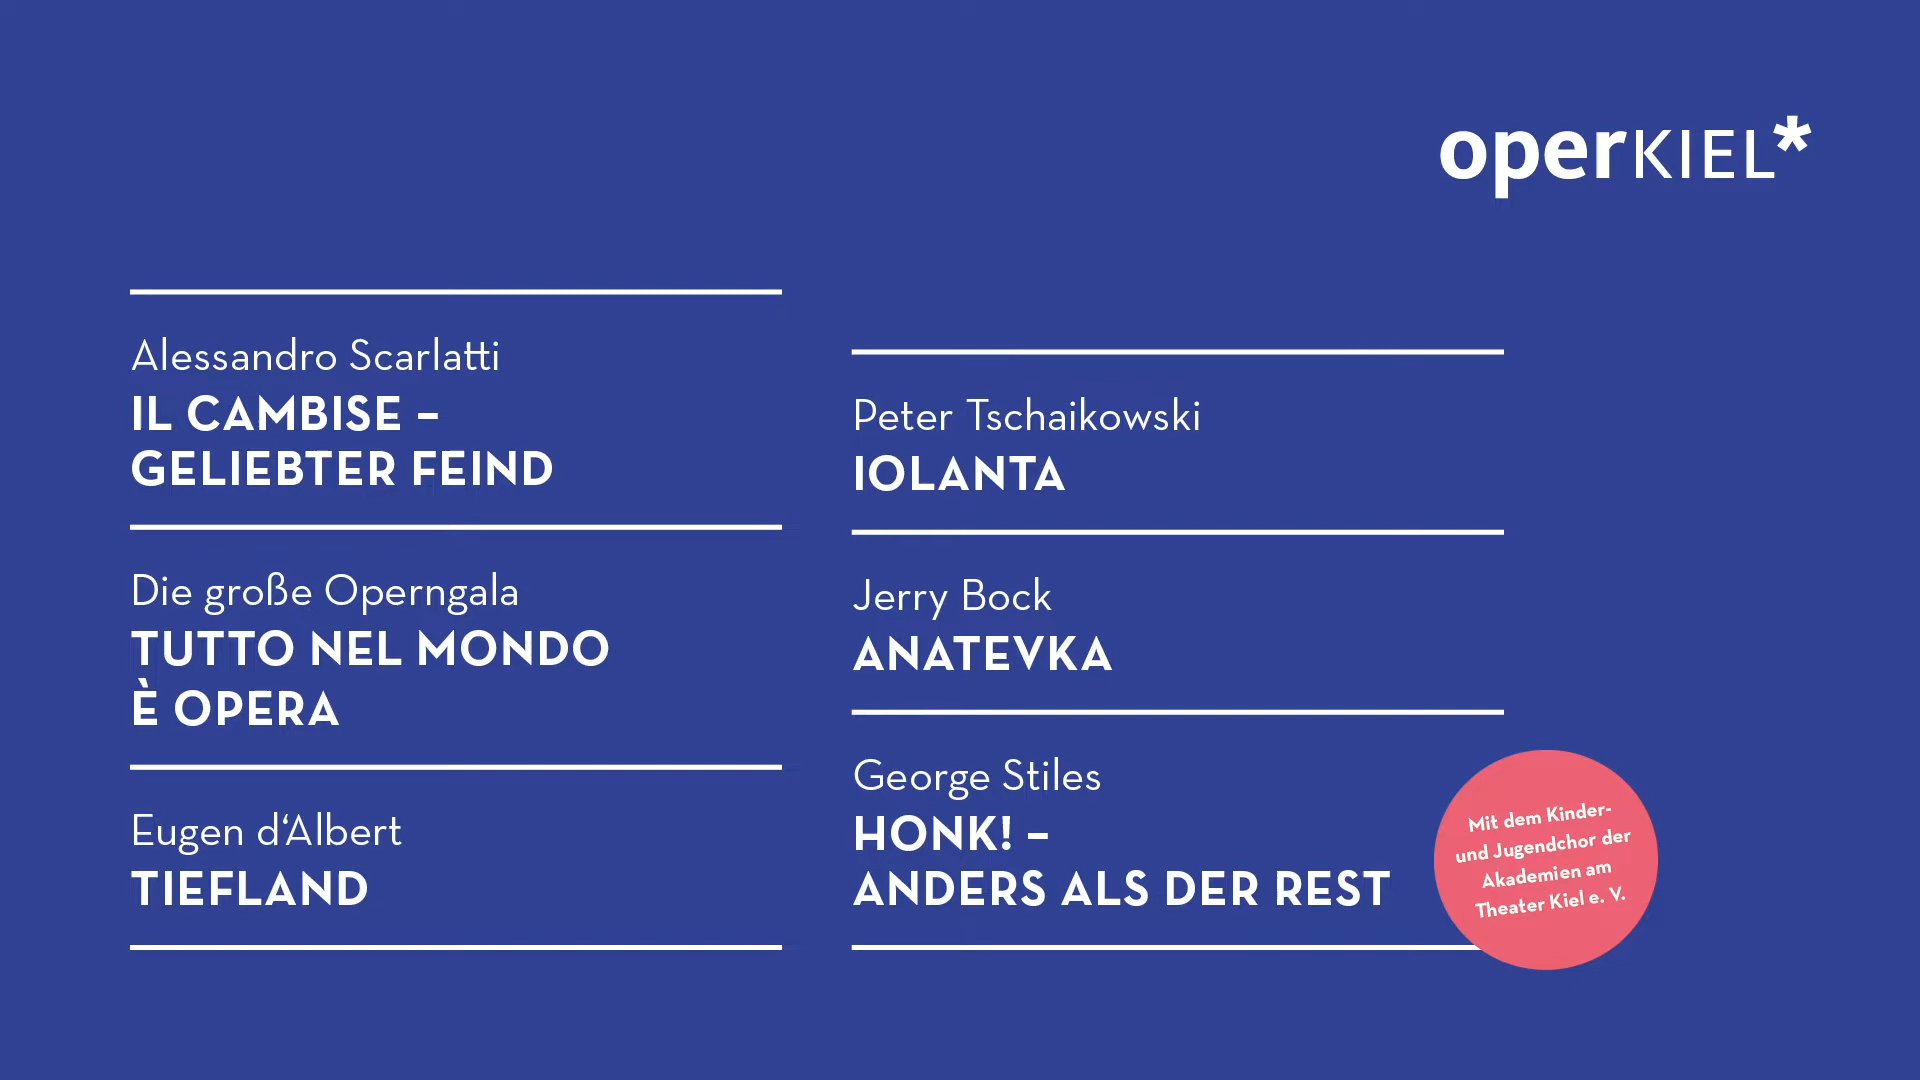 operKIEL*
Alessandro Scarlatti
IL CAMBISE –
GELIEBTER FEIND
Die große Operngala
TUTTO NEL MONDO
È OPERA
Eugen d‘Albert
TIEFLAND
Peter Tschaikowski
IOLANTA
Jerry Bock
ANATEVKA
George Stiles
HONK! –
ANDERS ALS DER REST
Mit dem Kinder-
und Jugendchor der
Akademien am
Theater Kiel e. V.